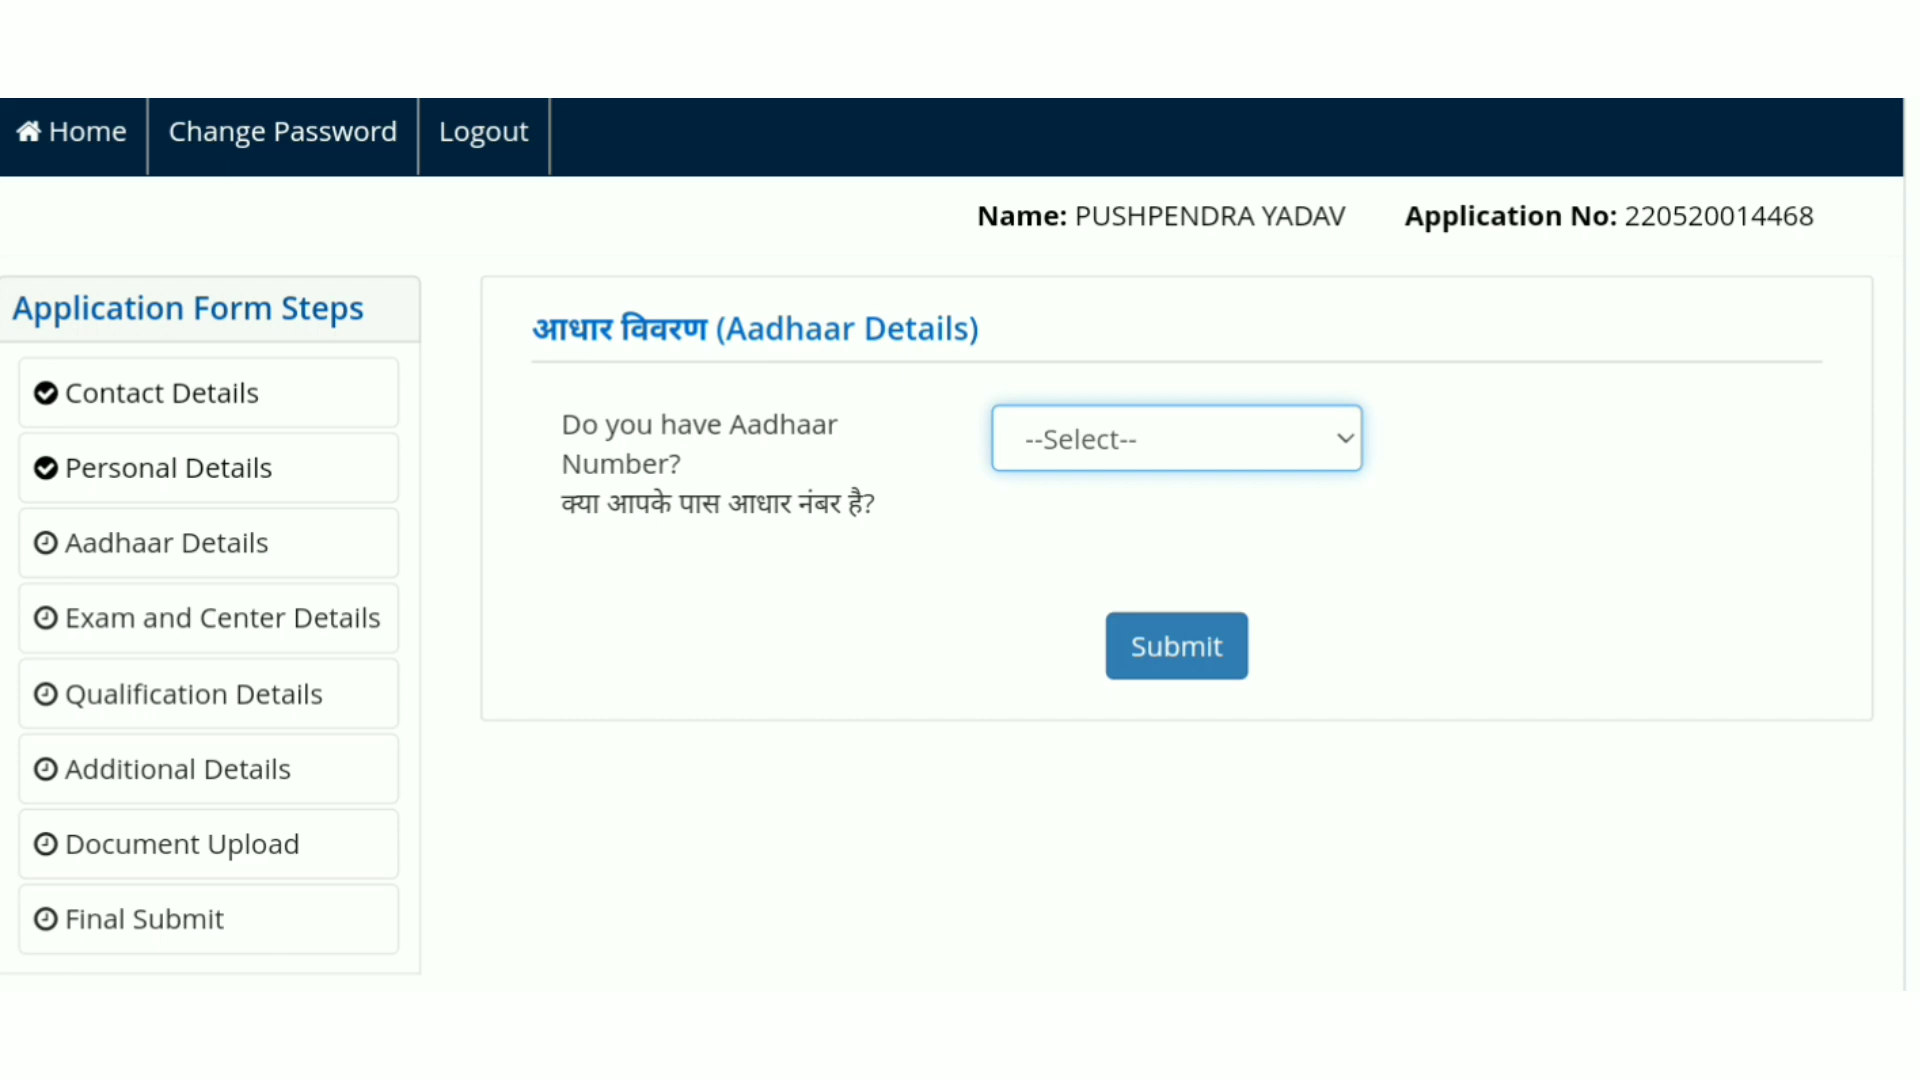 Home
Change Password
Logout
Name: PUSHPENDRA YADAV
Application No: 220520014468
Application Form Steps
Contact Details
Personal Details
Aadhaar Details
Exam and Center Details
Qualification Details
Additional Details
Document Upload
Final Submit
आधार विवरण (Aadhaar Details)
Do you have Aadhaar
Number?
क्या आपके पास आधार नंबर है?
--Select--
Submit